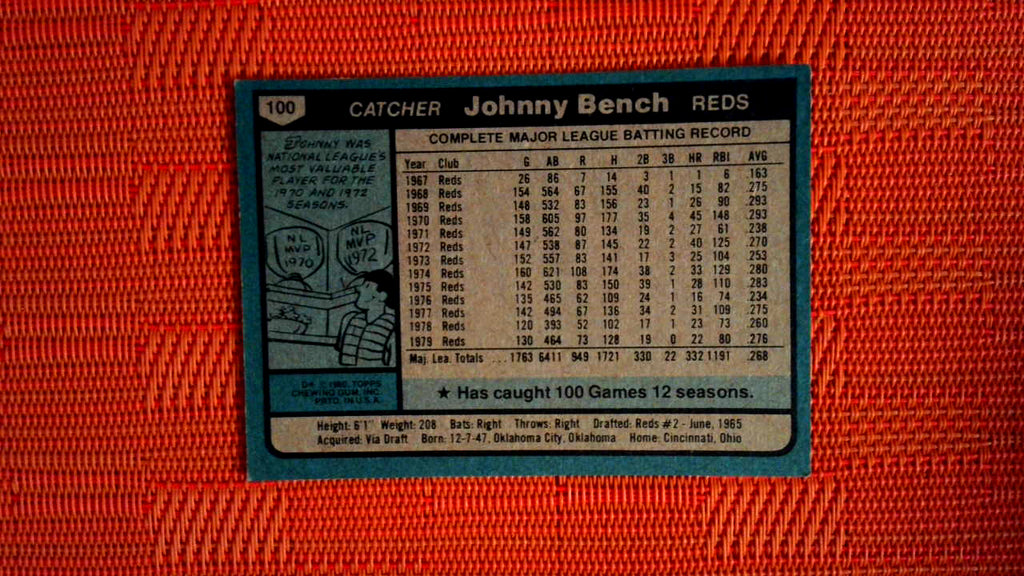 100 CATCHER Johnny Bench REDS
JOHNNY WAS
NATIONAL LEAGUE'S
MOST VALUABLE
PLAYER FOR THE
1970 AND 1972
SEASONS.
NL
MVP
1970
NL
MVP
1972
D* © 1980 TOPPS
CHEWING GUM, INC.
PRTD. IN U.S.A.
COMPLETE MAJOR LEAGUE BATTING RECORD
Year Club G AB R H 2B 3B HR RBI AVG
1967 Reds 26 86 7 14 3 1 1 6 .163
1968 Reds 154 564 67 155 40 2 15 82 .275
1969 Reds 148 532 83 156 23 1 26 90 .293
1970 Reds 158 605 97 177 35 4 45 148 .293
1971 Reds 149 562 80 134 19 2 27 61 .238
1972 Reds 147 538 87 145 22 2 40 125 .270
1973 Reds 152 557 83 141 17 3 25 104 .253
1974 Reds 160 621 108 174 38 2 33 129 .280
1975 Reds 142 530 83 150 39 1 28 110 .283
1976 Reds 135 465 62 109 24 1 16 74 .234
1977 Reds 142 494 67 136 34 2 31 109 .275
1978 Reds 120 393 52 102 17 1 23 73 .260
1979 Reds 130 464 73 128 19 0 22 80 .276
Maj. Lea. Totals ... 1763 6411 949 1721 330 22 332 1191 .268
★ Has caught 100 Games 12 seasons.
Height: 6'1" Weight: 208 Bats: Right Throws: Right Drafted: Reds #2 - June, 1965
Acquired: Via Draft Born: 12-7-47, Oklahoma City, Oklahoma Home: Cincinnati, Ohio